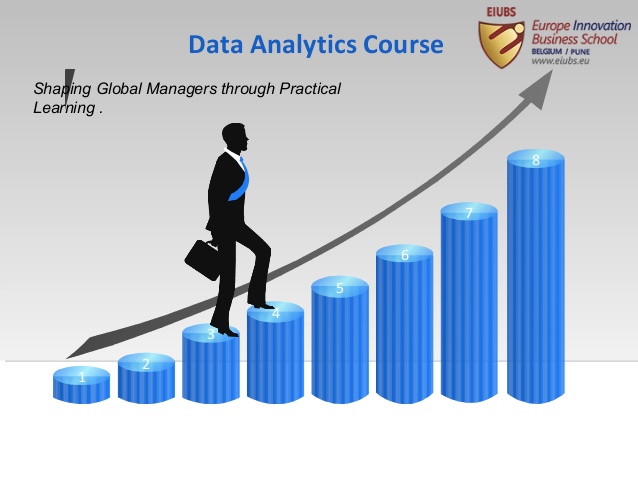 EIUBS
Data Analytics Course
Europe Innovation
Business School
BELGIUM / PUNE
www.eiubs.eu
Shaping Global Managers through Practical
Learning .
8
7
6
5
4
3
2
1